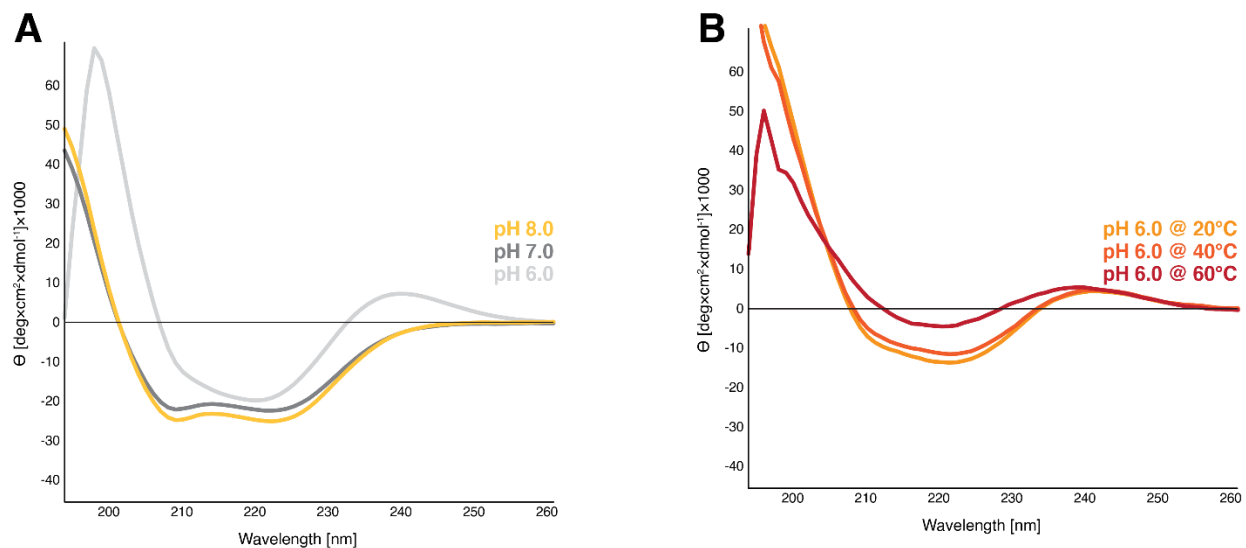 A
60
50
40
30
20
10
0
-10
-20
-30
-40
Θ [deg×cm²×dmol⁻¹]×1000
pH 8.0
pH 7.0
pH 6.0
200 210 220 230 240 250 260
Wavelength [nm]
B
60
50
40
30
20
10
0
-10
-20
-30
-40
Θ [deg×cm²×dmol⁻¹]×1000
pH 6.0 @ 20°C
pH 6.0 @ 40°C
pH 6.0 @ 60°C
200 210 220 230 240 250 260
Wavelength [nm]